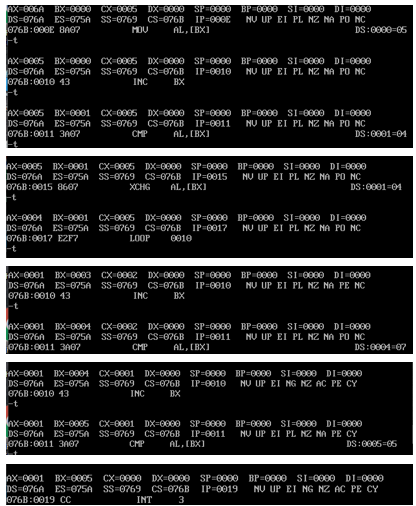 AX=006A BX=0000 CX=0005 DX=0000 SP=0000 BP=0000 SI=0000 DI=0000
DS=076A ES=075A SS=0769 CS=076B IP=000E NV UP EI PL NZ NA PO NC
076B:000E 8A07 MOV AL,[BX] DS:0000=05
-t
AX=0005 BX=0000 CX=0005 DX=0000 SP=0000 BP=0000 SI=0000 DI=0000
DS=076A ES=075A SS=0769 CS=076B IP=0010 NV UP EI PL NZ NA PO NC
076B:0010 43 INC BX
-t
AX=0005 BX=0001 CX=0005 DX=0000 SP=0000 BP=0000 SI=0000 DI=0000
DS=076A ES=075A SS=0769 CS=076B IP=0011 NV UP EI PL NZ NA PO NC
076B:0011 3A07 CMP AL,[BX] DS:0001=04
-t
AX=0005 BX=0001 CX=0005 DX=0000 SP=0000 BP=0000 SI=0000 DI=0000
DS=076A ES=075A SS=0769 CS=076B IP=0015 NV UP EI PL NZ NA PO NC
076B:0015 8607 XCHG AL,[BX] DS:0001=04
-t
AX=0004 BX=0001 CX=0005 DX=0000 SP=0000 BP=0000 SI=0000 DI=0000
DS=076A ES=075A SS=0769 CS=076B IP=0017 NV UP EI PL NZ NA PO NC
076B:0017 E2F7 LOOP 0010
-t
AX=0001 BX=0003 CX=0002 DX=0000 SP=0000 BP=0000 SI=0000 DI=0000
DS=076A ES=075A SS=0769 CS=076B IP=0010 NV UP EI PL NZ NA PE NC
076B:0010 43 INC BX
-t
AX=0001 BX=0004 CX=0002 DX=0000 SP=0000 BP=0000 SI=0000 DI=0000
DS=076A ES=075A SS=0769 CS=076B IP=0011 NV UP EI PL NZ NA PO NC
076B:0011 3A07 CMP AL,[BX] DS:0004=07
AX=0001 BX=0004 CX=0001 DX=0000 SP=0000 BP=0000 SI=0000 DI=0000
DS=076A ES=075A SS=0769 CS=076B IP=0010 NV UP EI NG NZ AC PE CY
076B:0010 43 INC BX
-t
AX=0001 BX=0005 CX=0001 DX=0000 SP=0000 BP=0000 SI=0000 DI=0000
DS=076A ES=075A SS=0769 CS=076B IP=0011 NV UP EI PL NZ NA PE CY
076B:0011 3A07 CMP AL,[BX] DS:0005=05
-t
AX=0001 BX=0005 CX=0000 DX=0000 SP=0000 BP=0000 SI=0000 DI=0000
DS=076A ES=075A SS=0769 CS=076B IP=0019 NV UP EI NG NZ AC PE CY
076B:0019 CC INT 3